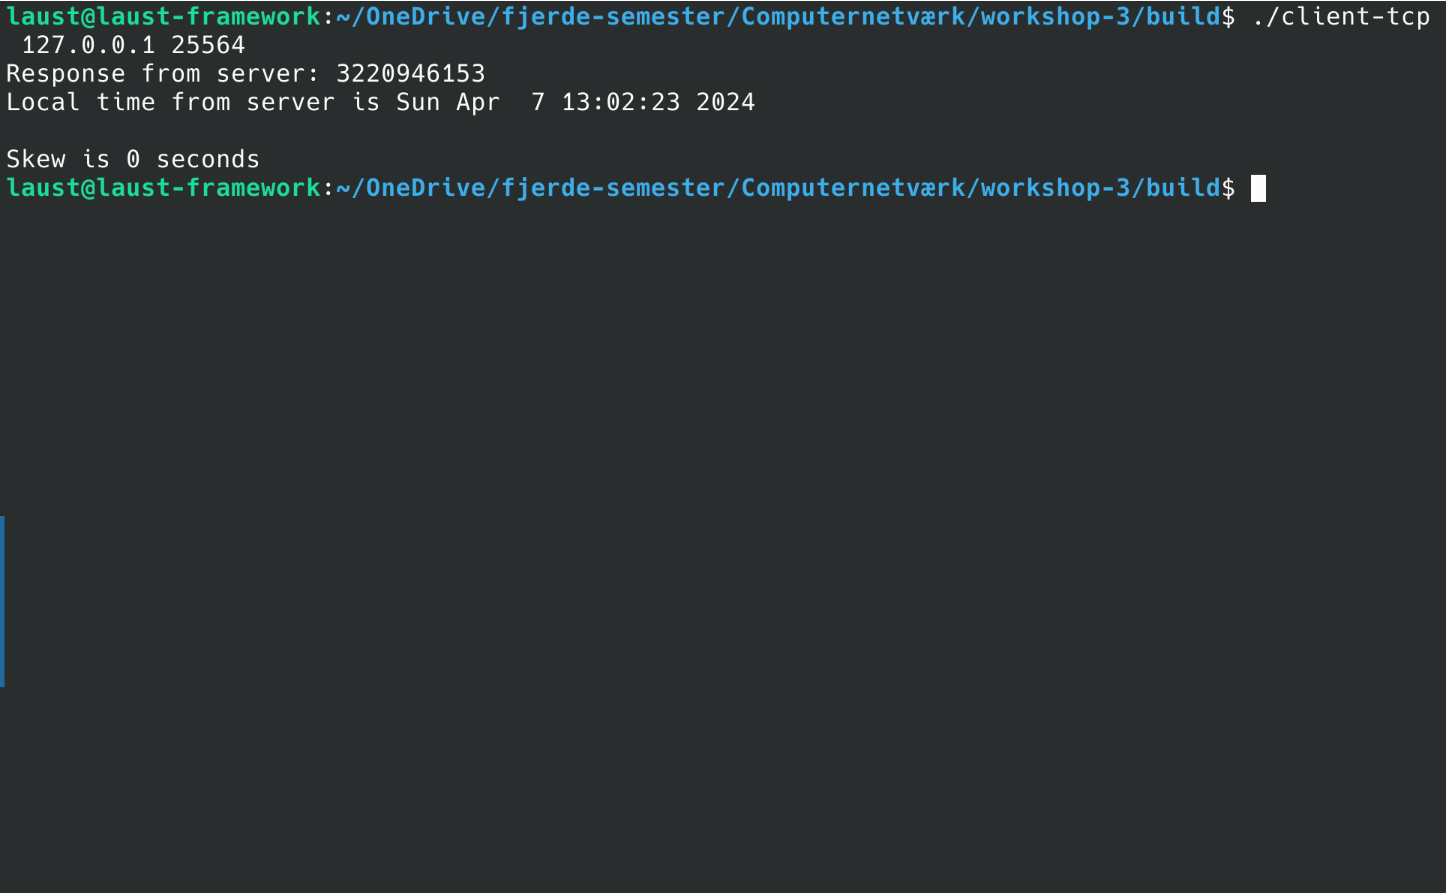 laust@laust-framework:~/OneDrive/fjerde-semester/Computernetværk/workshop-3/build$ ./client-tcp
 127.0.0.1 25564
Response from server: 3220946153
Local time from server is Sun Apr  7 13:02:23 2024

Skew is 0 seconds
laust@laust-framework:~/OneDrive/fjerde-semester/Computernetværk/workshop-3/build$